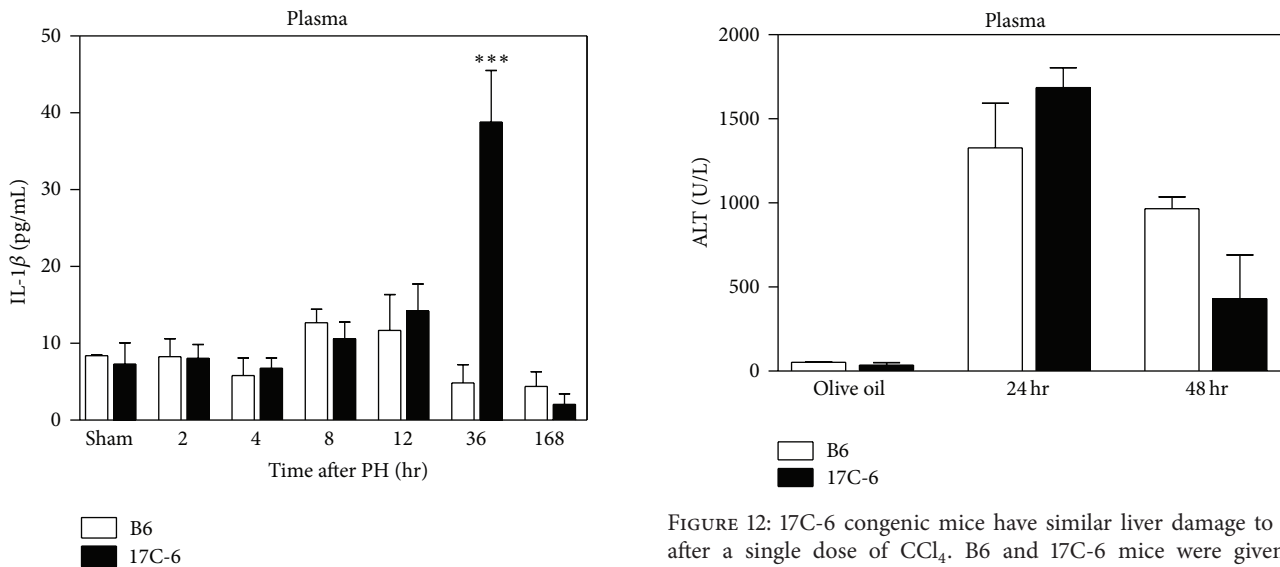 Plasma
50
40
30
20
10
0
IL-1β (pg/mL)
***
Sham 2 4 8 12 36 168
Time after PH (hr)
B6
17C-6
Plasma
2000
1500
1000
500
0
ALT (U/L)
Olive oil 24 hr 48 hr
B6
17C-6
FIGURE 12: 17C-6 congenic mice have similar liver damage to
after a single dose of CCl₄. B6 and 17C-6 mice were given